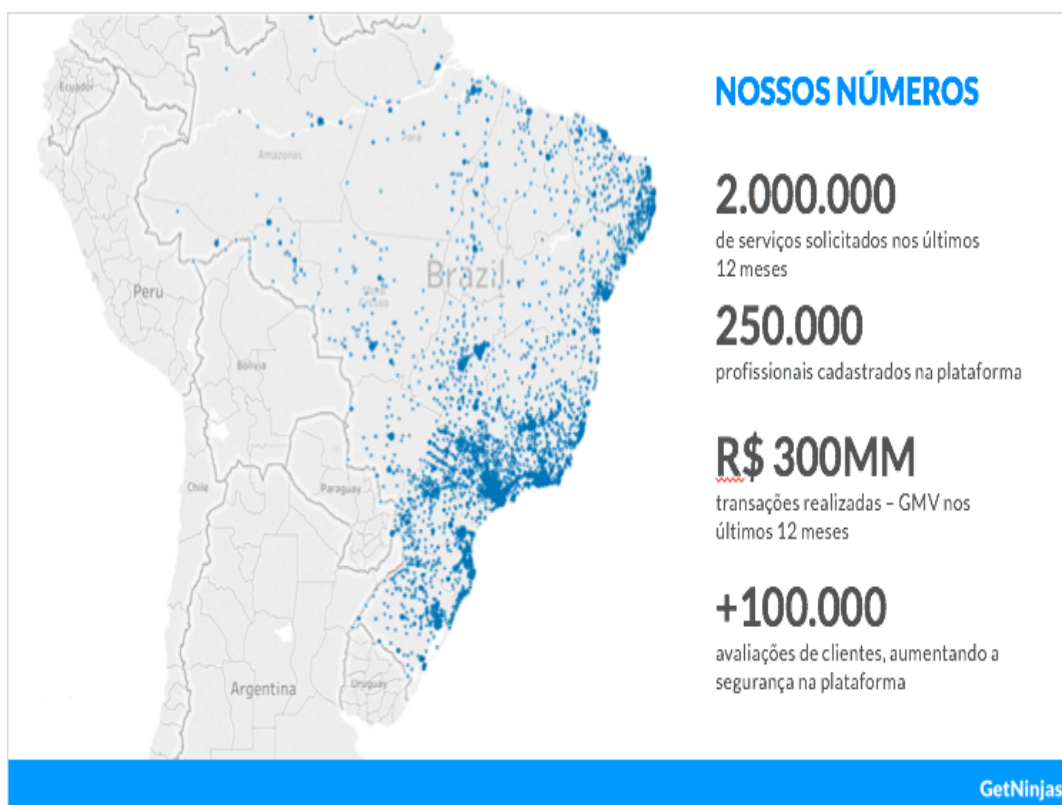 NOSSOS NÚMEROS
2.000.000
de serviços solicitados nos últimos
12 meses
250.000
profissionais cadastrados na plataforma
R$ 300MM
transações realizadas – GMV nos
últimos 12 meses
+100.000
avaliações de clientes, aumentando a
segurança na plataforma
Ecuador
Amazonas
Pará
Brazil
Mato
Grosso
Peru
Bolivia
Paraguay
Chile
Argentina
Uruguay
GetNinjas